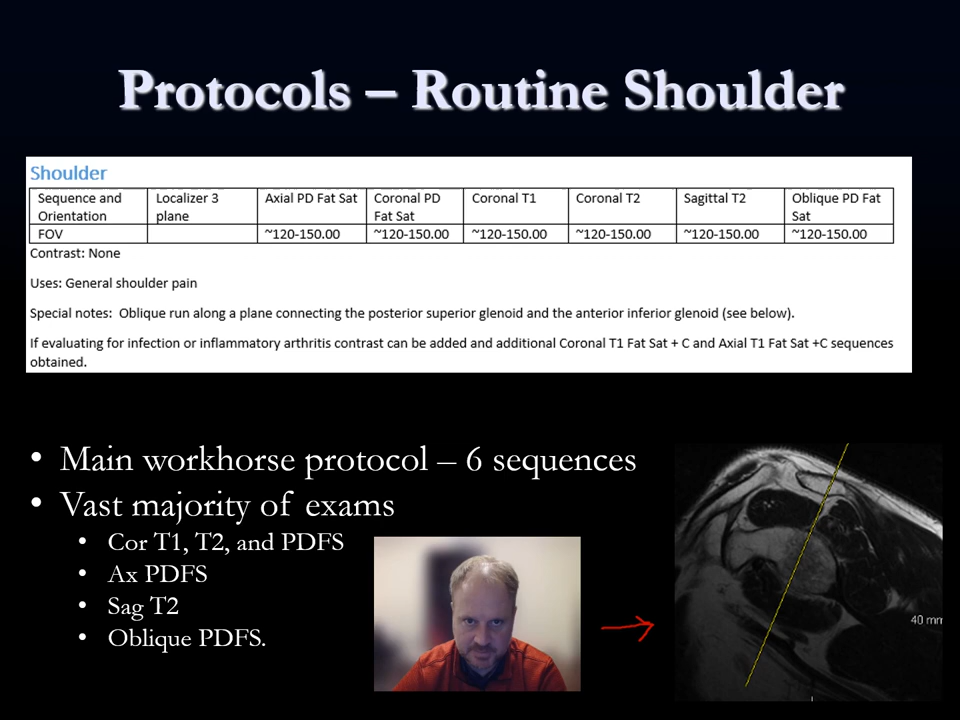 Protocols – Routine Shoulder
Shoulder
Sequence and Orientation | Localizer 3 plane | Axial PD Fat Sat | Coronal PD Fat Sat | Coronal T1 | Coronal T2 | Sagittal T2 | Oblique PD Fat Sat
FOV | | ~120-150.00 | ~120-150.00 | ~120-150.00 | ~120-150.00 | ~120-150.00 | ~120-150.00
Contrast: None
Uses: General shoulder pain
Special notes: Oblique run along a plane connecting the posterior superior glenoid and the anterior inferior glenoid (see below).
If evaluating for infection or inflammatory arthritis contrast can be added and additional Coronal T1 Fat Sat + C and Axial T1 Fat Sat +C sequences
obtained.
• Main workhorse protocol – 6 sequences
• Vast majority of exams
• Cor T1, T2, and PDFS
• Ax PDFS
• Sag T2
• Oblique PDFS.
40 mm